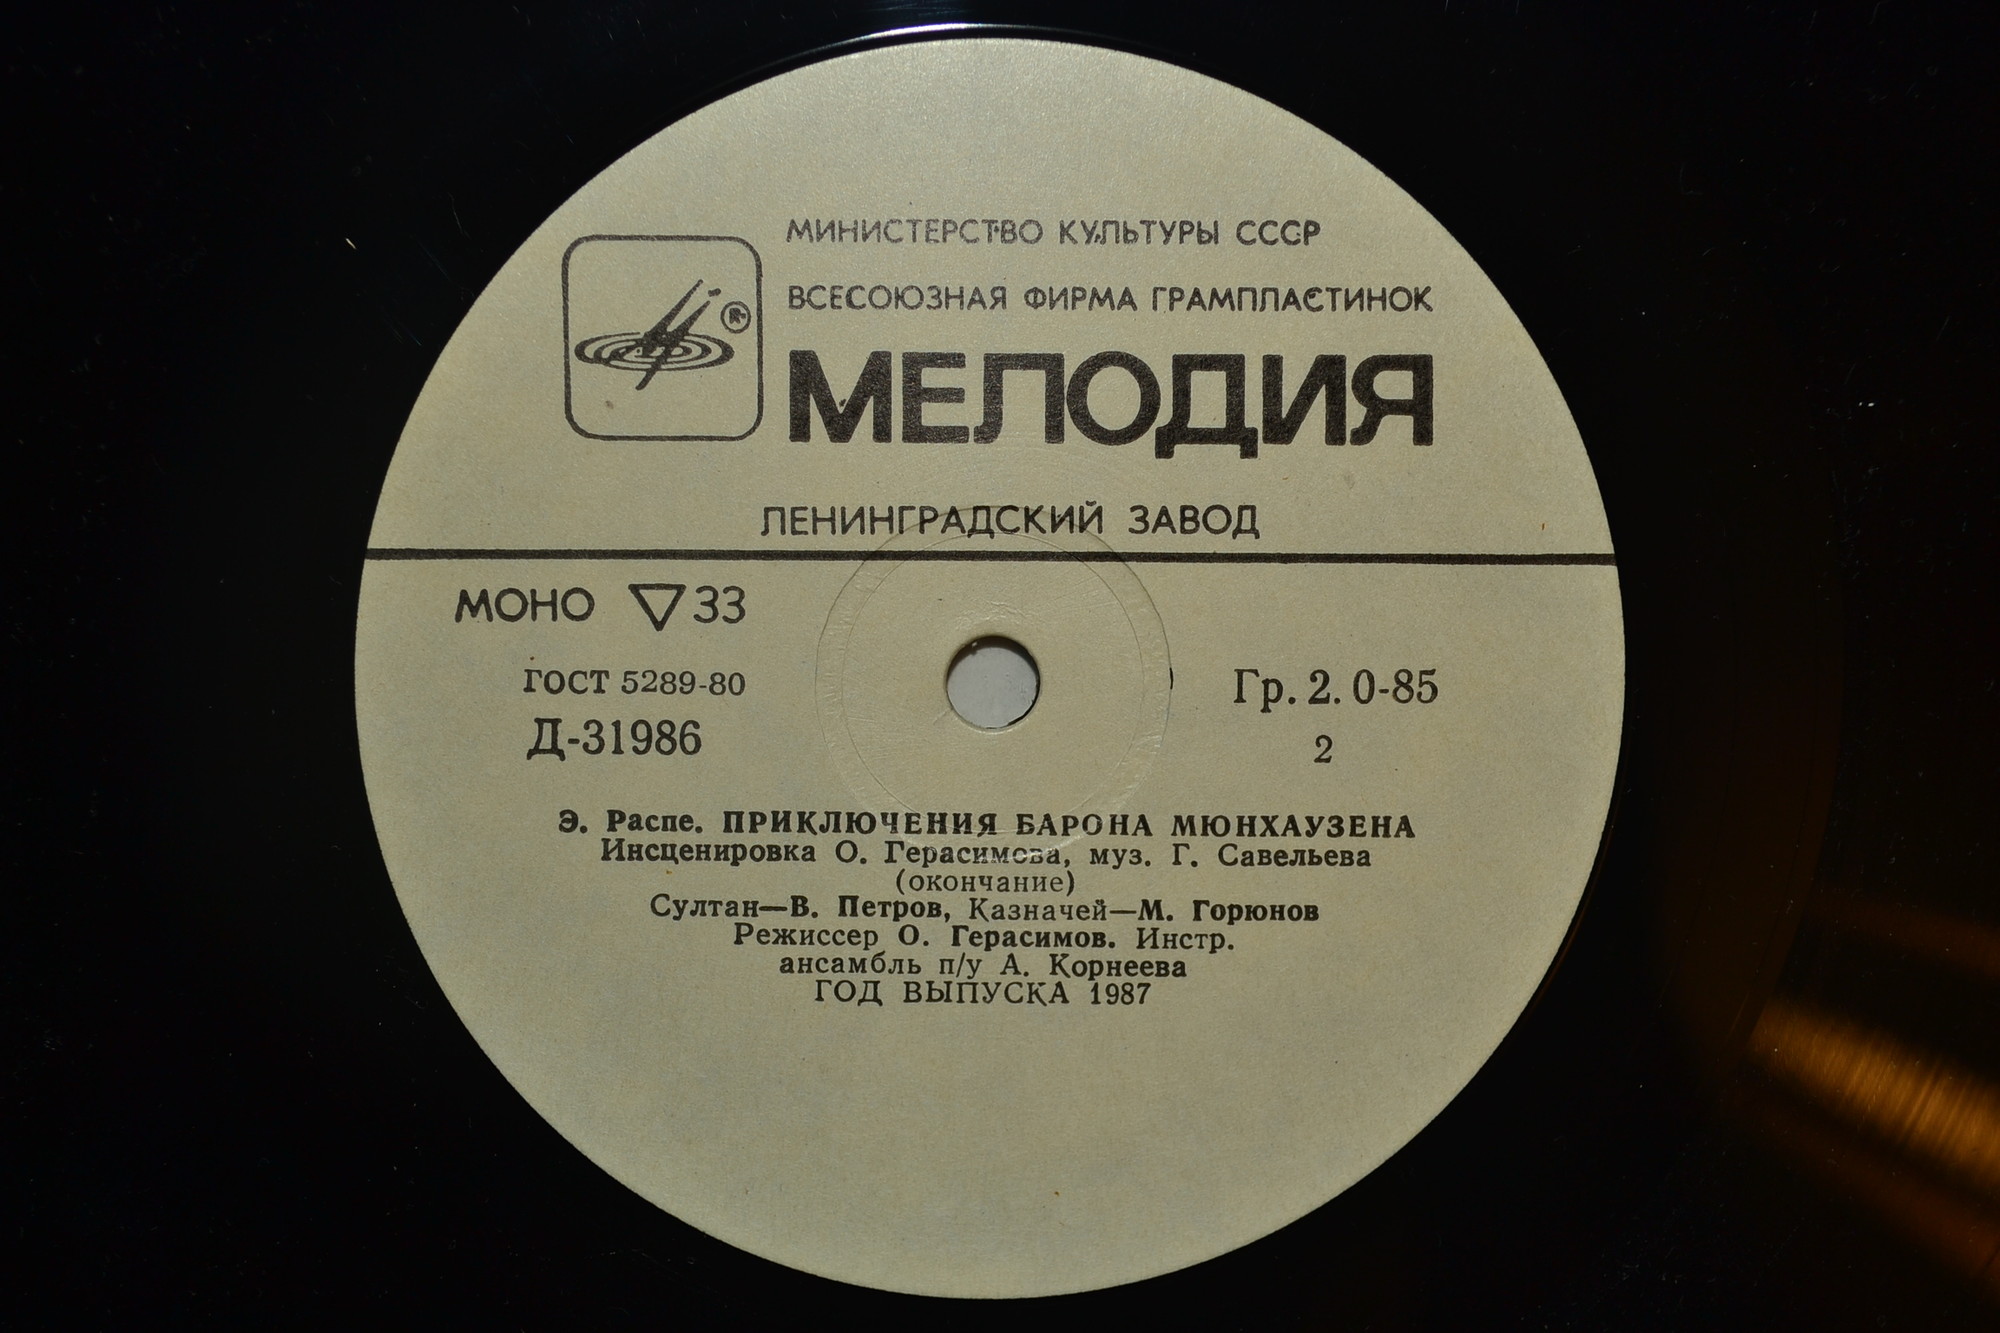 МИНИСТЕРСТВО КУЛЬТУРЫ СССР
ВСЕСОЮЗНАЯ ФИРМА ГРАМПЛАСТИНОК
МЕЛОДИЯ
ЛЕНИНГРАДСКИЙ ЗАВОД
МОНО ▽33
ГОСТ 5289-80
Д-31986
Гр. 2. 0-85
2
Э. Распе. ПРИКЛЮЧЕНИЯ БАРОНА МЮНХАУЗЕНА
Инсценировка О. Герасимова, муз. Г. Савельева
(окончание)
Султан—В. Петров, Казначей—М. Горюнов
Режиссер О. Герасимов. Инстр.
ансамбль п/у А. Корнеева
ГОД ВЫПУСКА 1987